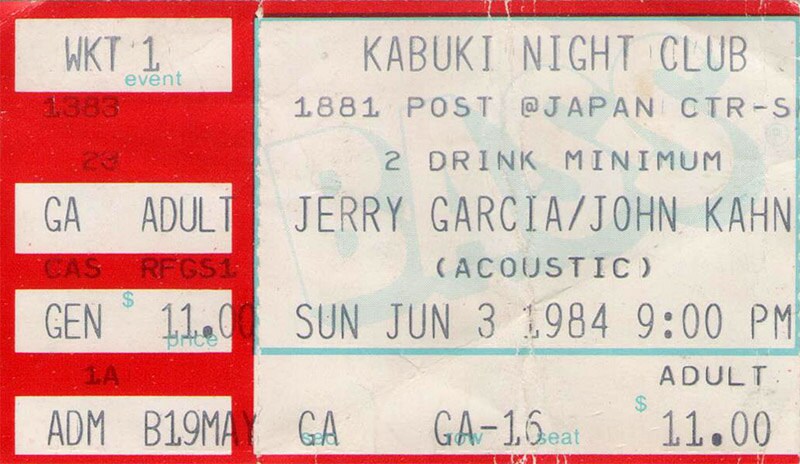 WKT 1
event
1383
20
GA ADULT
CAS RFGS1
$
GEN 11.00
price
1A
ADM B19MAY
BASS
KABUKI NIGHT CLUB
1881 POST @JAPAN CTR-S
2 DRINK MINIMUM
JERRY GARCIA/JOHN KAHN
(ACOUSTIC)
SUN JUN 3 1984 9:00 PM
ADULT
GA GA-16 $ 11.00
sec row seat